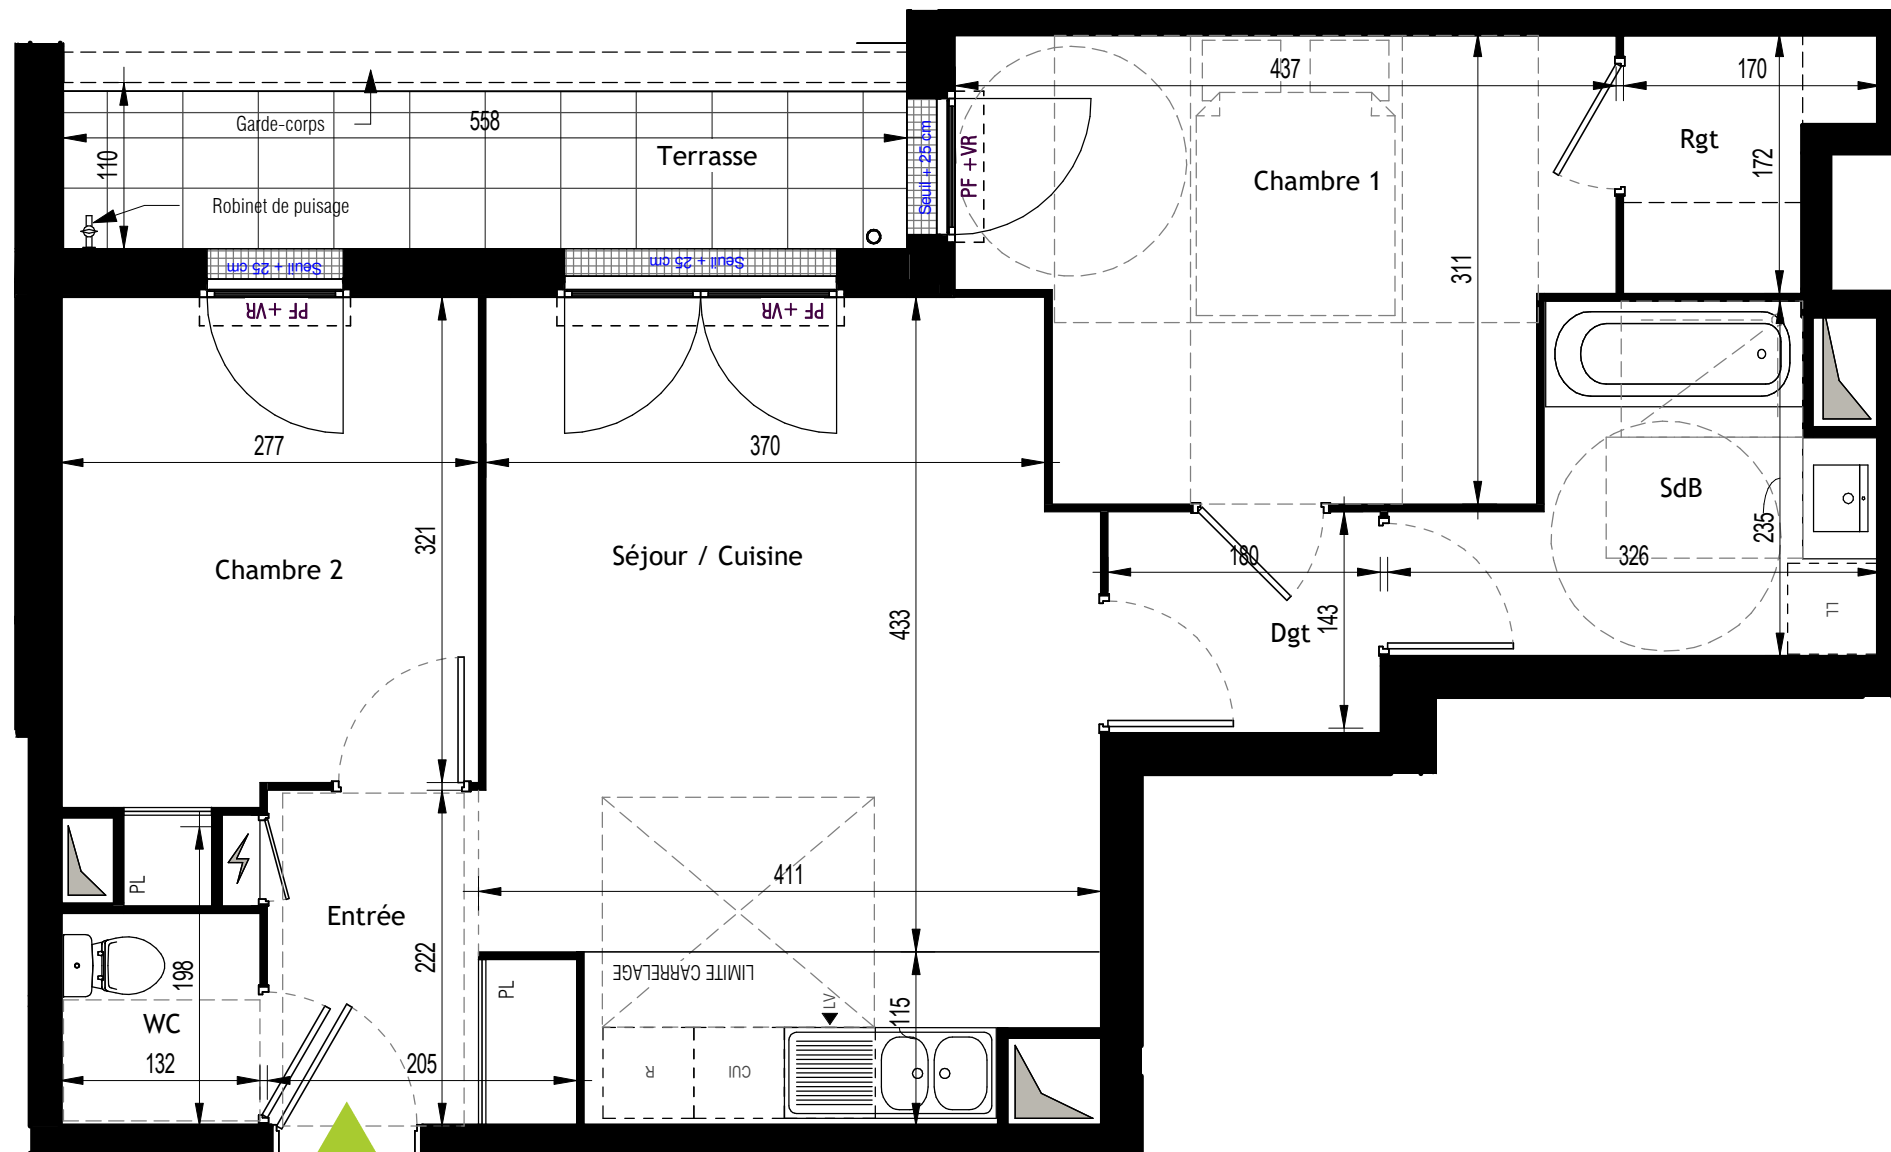 437
170
Garde-corps
558
Terrasse
110
Seuil + 25 cm
PF + VR
Chambre 1
Rgt
172
Robinet de puisage
Seuil + 25 cm
Seuil + 25 cm
PF + VR
PF + VR
311
277
370
SdB
235
321
Chambre 2
Séjour / Cuisine
180
326
433
Dgt
143
LL
411
PL
Entrée
222
198
PL
LIMITE CARRELAGE
LV
115
WC
132
205
R
CUI